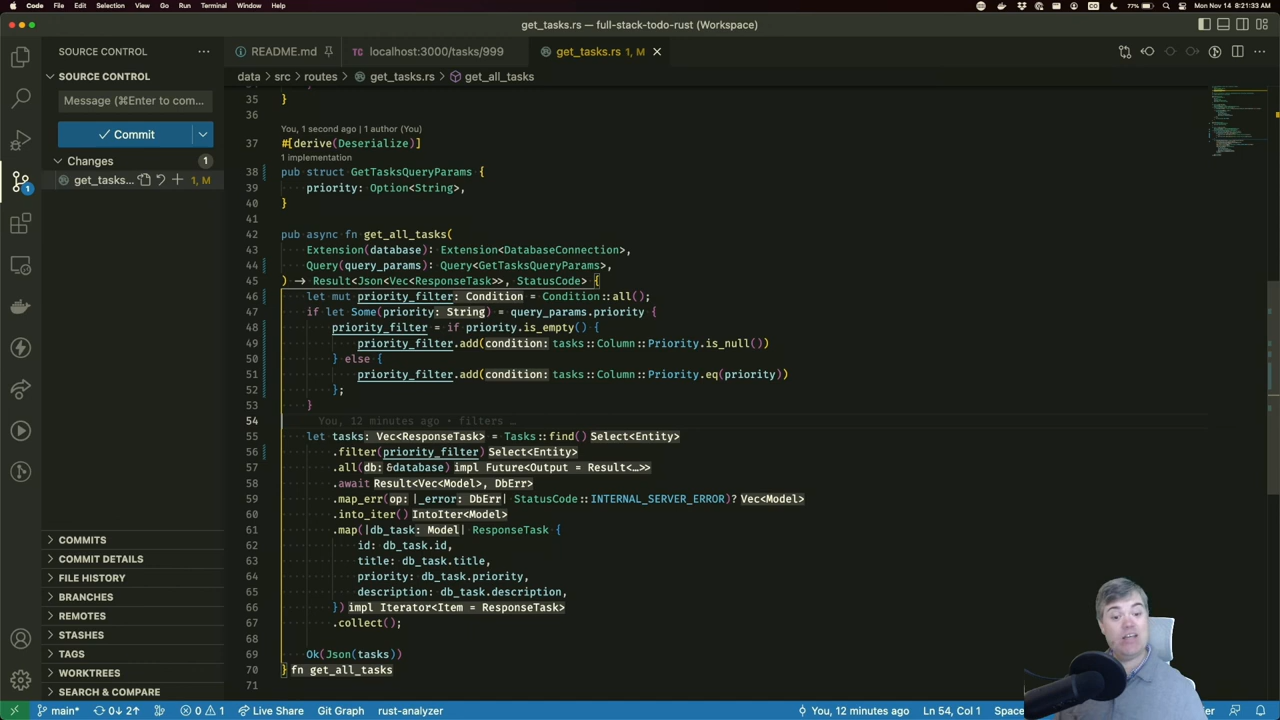 Code File Edit Selection View Go Run Terminal Window Help 77% Mon Nov 14 8:21:33 AM
get_tasks.rs — full-stack-todo-rust (Workspace)
SOURCE CONTROL ...
README.md TC localhost:3000/tasks/999 get_tasks.rs 1, M
data > src > routes > get_tasks.rs > get_all_tasks
SOURCE CONTROL
Message (⌘Enter to com...
Commit
Changes 1
get_tasks... 1, M
1
35 }
36
You, 1 second ago | 1 author (You)
37 #[derive(Deserialize)]
1 implementation
38 pub struct GetTasksQueryParams {
39 priority: Option<String>,
40 }
41
42 pub async fn get_all_tasks(
43 Extension(database): Extension<DatabaseConnection>,
44 Query(query_params): Query<GetTasksQueryParams>,
45 ) -> Result<Json<Vec<ResponseTask>>, StatusCode> {
46 let mut priority_filter: Condition = Condition::all();
47 if let Some(priority: String) = query_params.priority {
48 priority_filter = if priority.is_empty() {
49 priority_filter.add(condition: tasks::Column::Priority.is_null())
50 } else {
51 priority_filter.add(condition: tasks::Column::Priority.eq(priority))
52 };
53 }
54 You, 12 minutes ago • filters …
55 let tasks: Vec<ResponseTask> = Tasks::find() Select<Entity>
56 .filter(priority_filter) Select<Entity>
57 .all(db: &database) impl Future<Output = Result<…>>
58 .await Result<Vec<Model>, DbErr>
59 .map_err(op: |_error: DbErr| StatusCode::INTERNAL_SERVER_ERROR)? Vec<Model>
60 .into_iter() IntoIter<Model>
61 .map(|db_task: Model| ResponseTask {
62 id: db_task.id,
63 title: db_task.title,
64 priority: db_task.priority,
65 description: db_task.description,
66 }) impl Iterator<Item = ResponseTask>
67 .collect();
68
69 Ok(Json(tasks))
70 } fn get_all_tasks
71
COMMITS
COMMIT DETAILS
FILE HISTORY
BRANCHES
REMOTES
STASHES
TAGS
WORKTREES
SEARCH & COMPARE
main* 0↓ 2↑ 0 1 Live Share Git Graph rust-analyzer You, 12 minutes ago Ln 54, Col 1